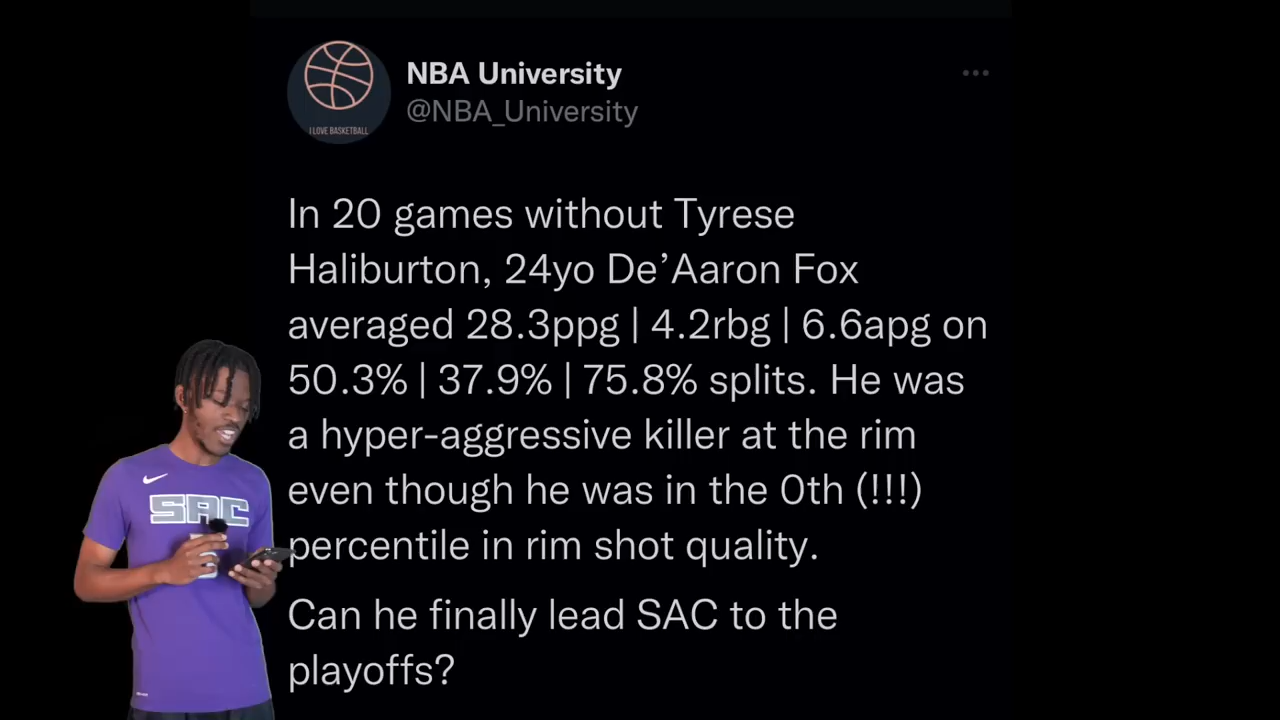 NBA University
@NBA_University
I LOVE BASKETBALL
In 20 games without Tyrese
Haliburton, 24yo De’Aaron Fox
averaged 28.3ppg | 4.2rbg | 6.6apg on
50.3% | 37.9% | 75.8% splits. He was
a hyper-aggressive killer at the rim
even though he was in the 0th (!!!)
percentile in rim shot quality.
Can he finally lead SAC to the
playoffs?
SAC